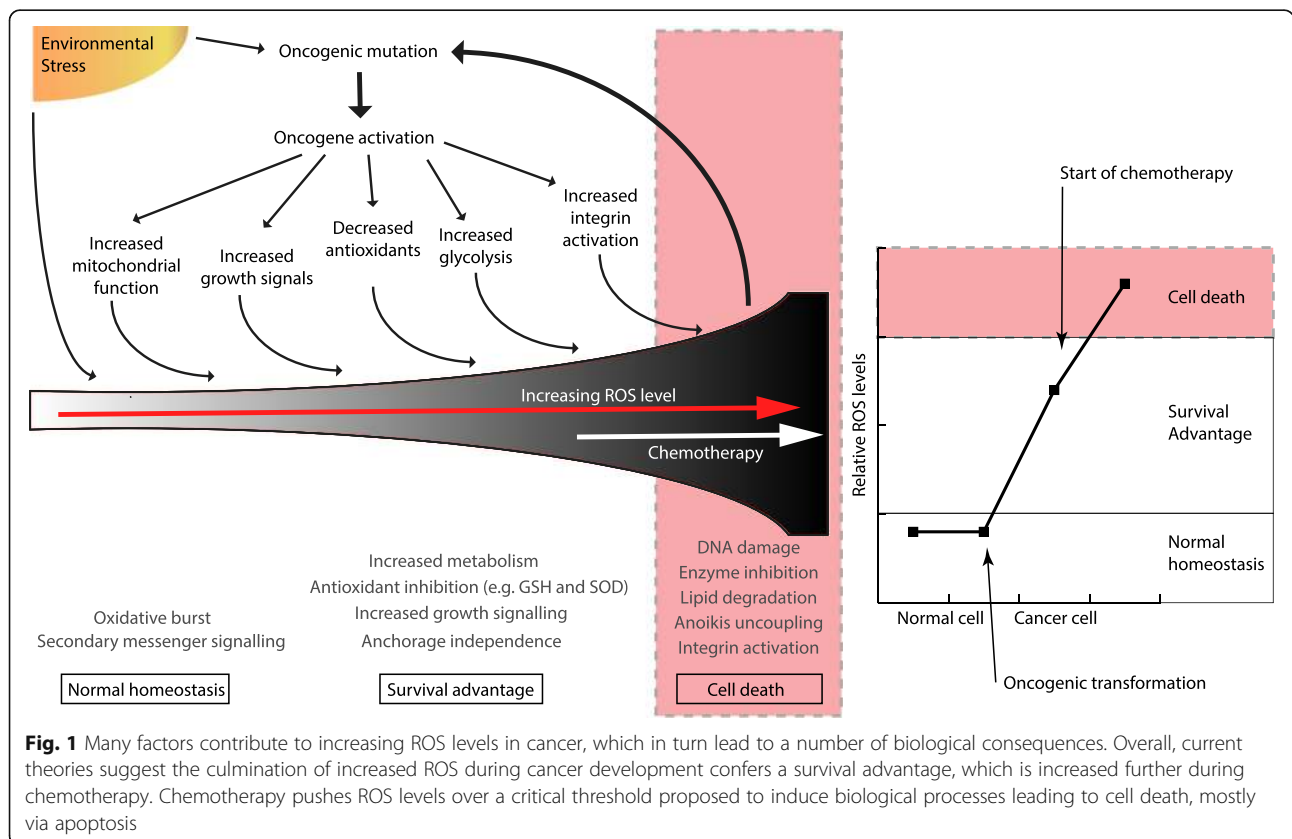 Environmental
Stress
Oncogenic mutation
Oncogene activation
Increased
mitochondrial
function
Increased
growth signals
Decreased
antioxidants
Increased
glycolysis
Increased
integrin
activation
Increasing ROS level
Chemotherapy
Oxidative burst
Secondary messenger signalling
Normal homeostasis
Increased metabolism
Antioxidant inhibition (e.g. GSH and SOD)
Increased growth signalling
Anchorage independence
Survival advantage
DNA damage
Enzyme inhibition
Lipid degradation
Anoikis uncoupling
Integrin activation
Cell death
Start of chemotherapy
Relative ROS levels
Cell death
Survival
Advantage
Normal
homeostasis
Normal cell
Cancer cell
Oncogenic transformation
Fig. 1 Many factors contribute to increasing ROS levels in cancer, which in turn lead to a number of biological consequences. Overall, current
theories suggest the culmination of increased ROS during cancer development confers a survival advantage, which is increased further during
chemotherapy. Chemotherapy pushes ROS levels over a critical threshold proposed to induce biological processes leading to cell death, mostly
via apoptosis